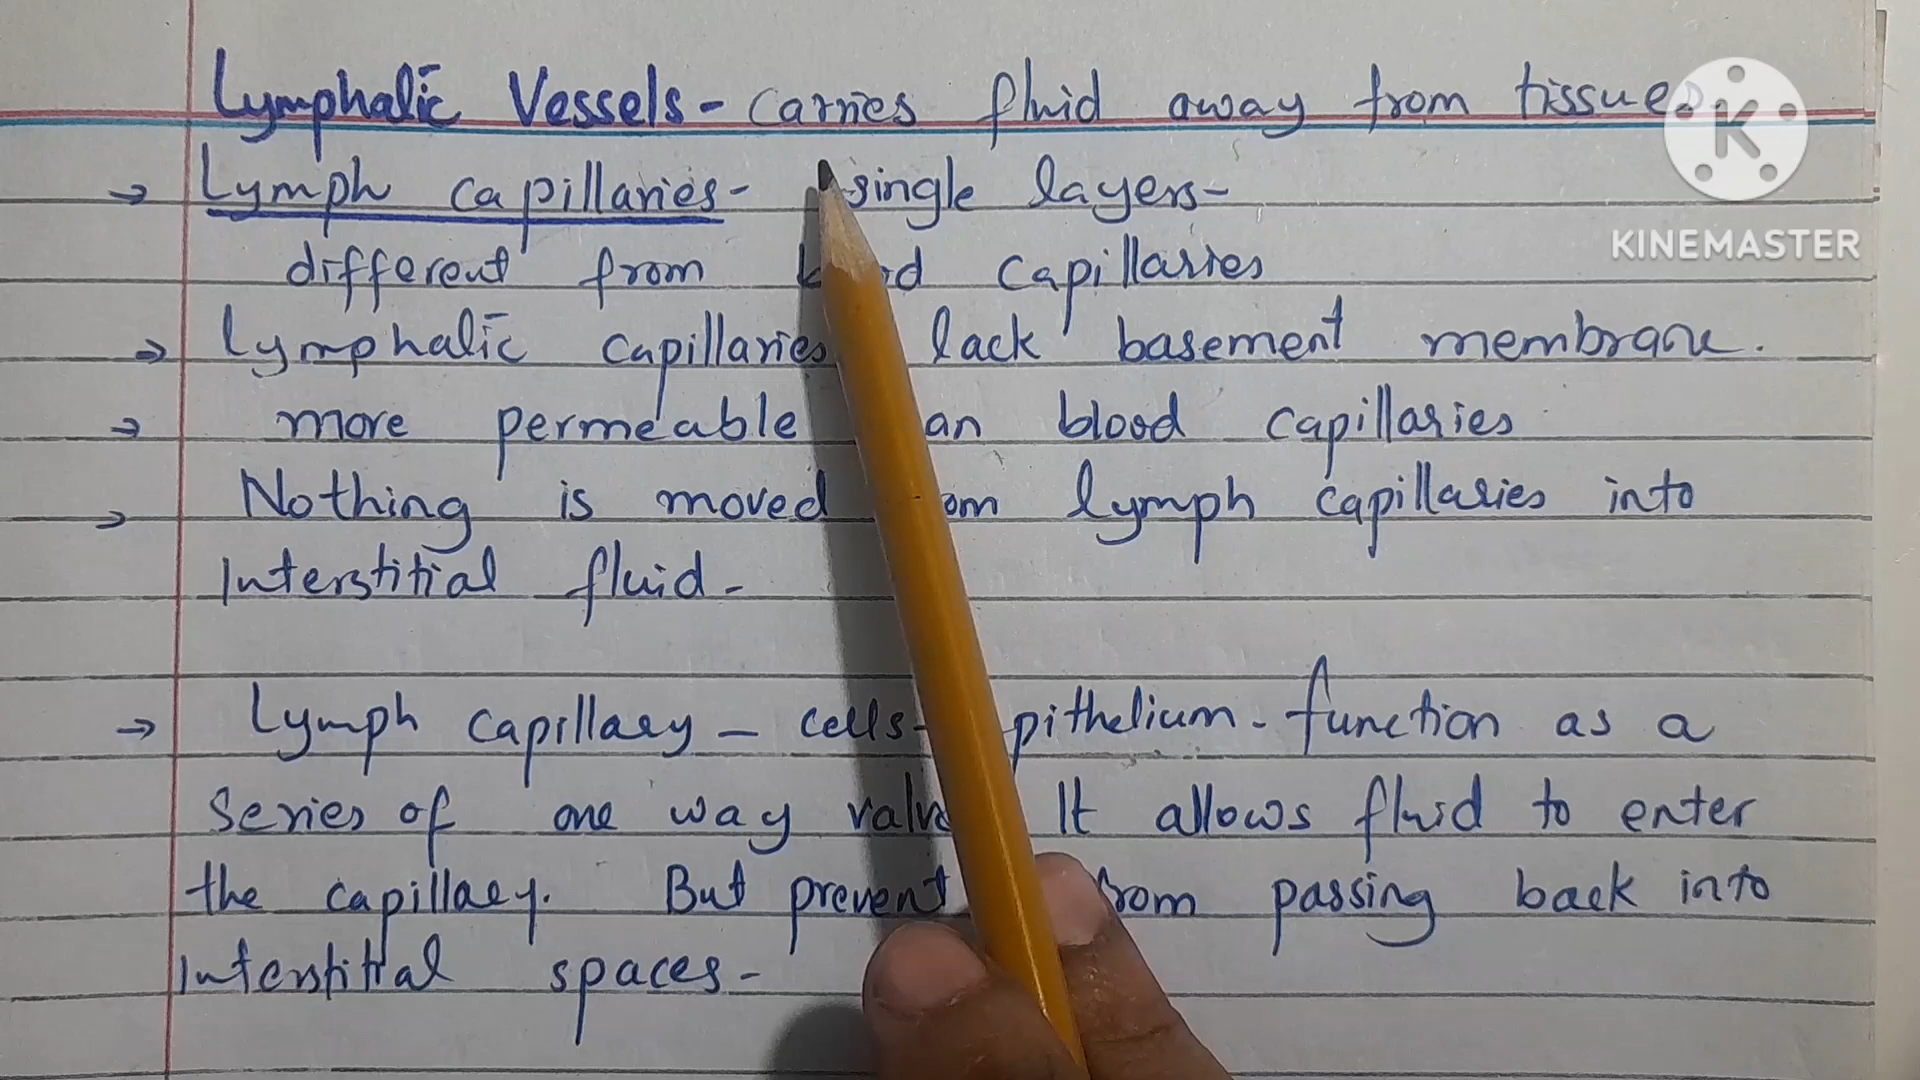 Lymphatic Vessels - carries fluid away from tissues.
→ Lymph capillaries - single layers -
different from capillaries
→ lymphatic capillaries lack basement membrane.
→ more permeable blood capillaries
→ Nothing is moved lymph capillaries into
Interstitial fluid -
→ Lymph capillary - cells - function as a
series of one way It allows fluid to enter
the capillary. But prevent from passing back into
Interstitial spaces -
K
KINEMASTER